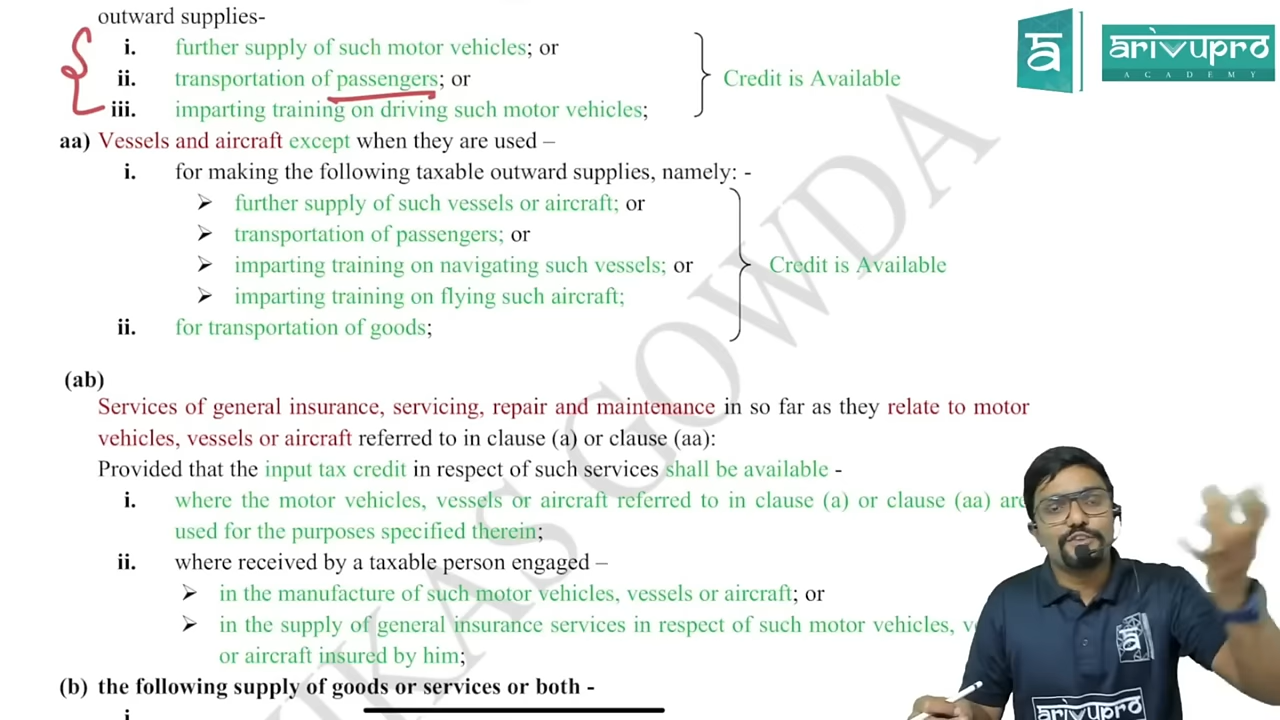 outward supplies-
i. further supply of such motor vehicles; or
ii. transportation of passengers; or
iii. imparting training on driving such motor vehicles;
Credit is Available
ā
arivupro
ACADEMY
aa) Vessels and aircraft except when they are used –
i. for making the following taxable outward supplies, namely: -
➢ further supply of such vessels or aircraft; or
➢ transportation of passengers; or
➢ imparting training on navigating such vessels; or
➢ imparting training on flying such aircraft;
Credit is Available
ii. for transportation of goods;
(ab)
Services of general insurance, servicing, repair and maintenance in so far as they relate to motor
vehicles, vessels or aircraft referred to in clause (a) or clause (aa):
Provided that the input tax credit in respect of such services shall be available -
i. where the motor vehicles, vessels or aircraft referred to in clause (a) or clause (aa) are
used for the purposes specified therein;
ii. where received by a taxable person engaged –
➢ in the manufacture of such motor vehicles, vessels or aircraft; or
➢ in the supply of general insurance services in respect of such motor vehicles,
or aircraft insured by him;
(b) the following supply of goods or services or both -
i.
KAS GOWDA
arivupro